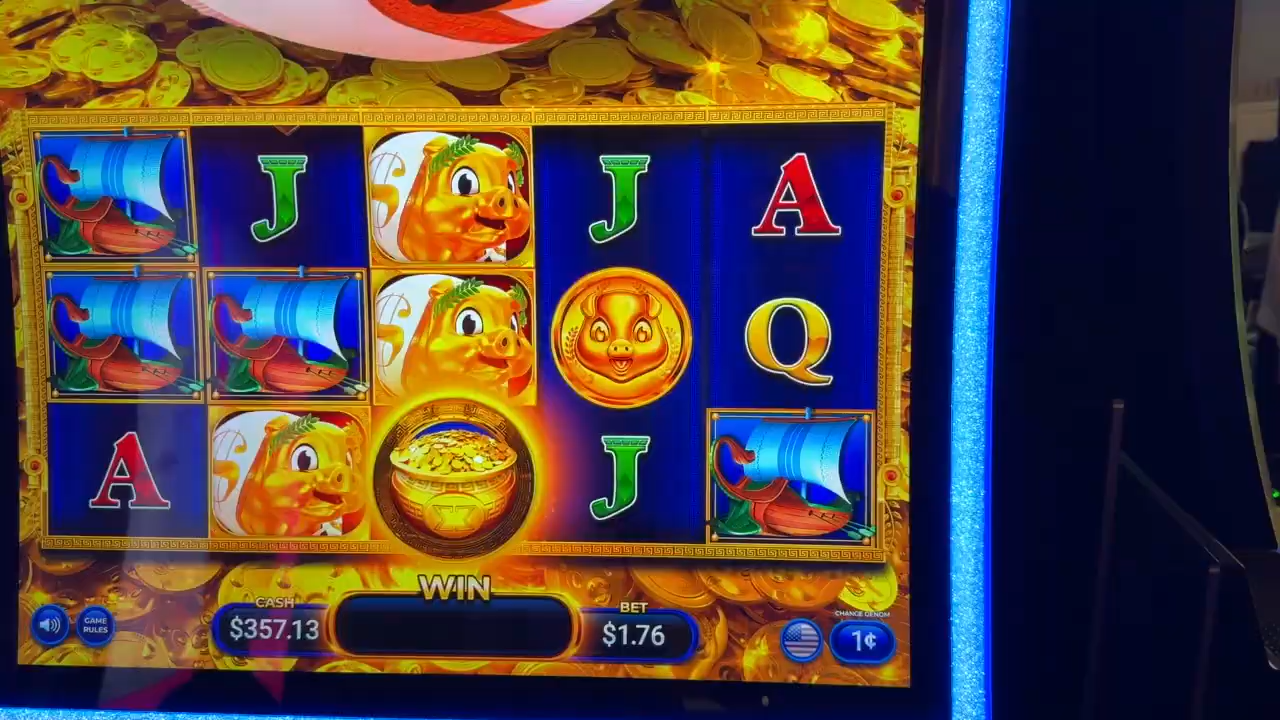 J
J
A
Q
A
J
WIN
CASH
$357.13
BET
$1.76
GAME
RULES
CHANGE DENOM
1¢